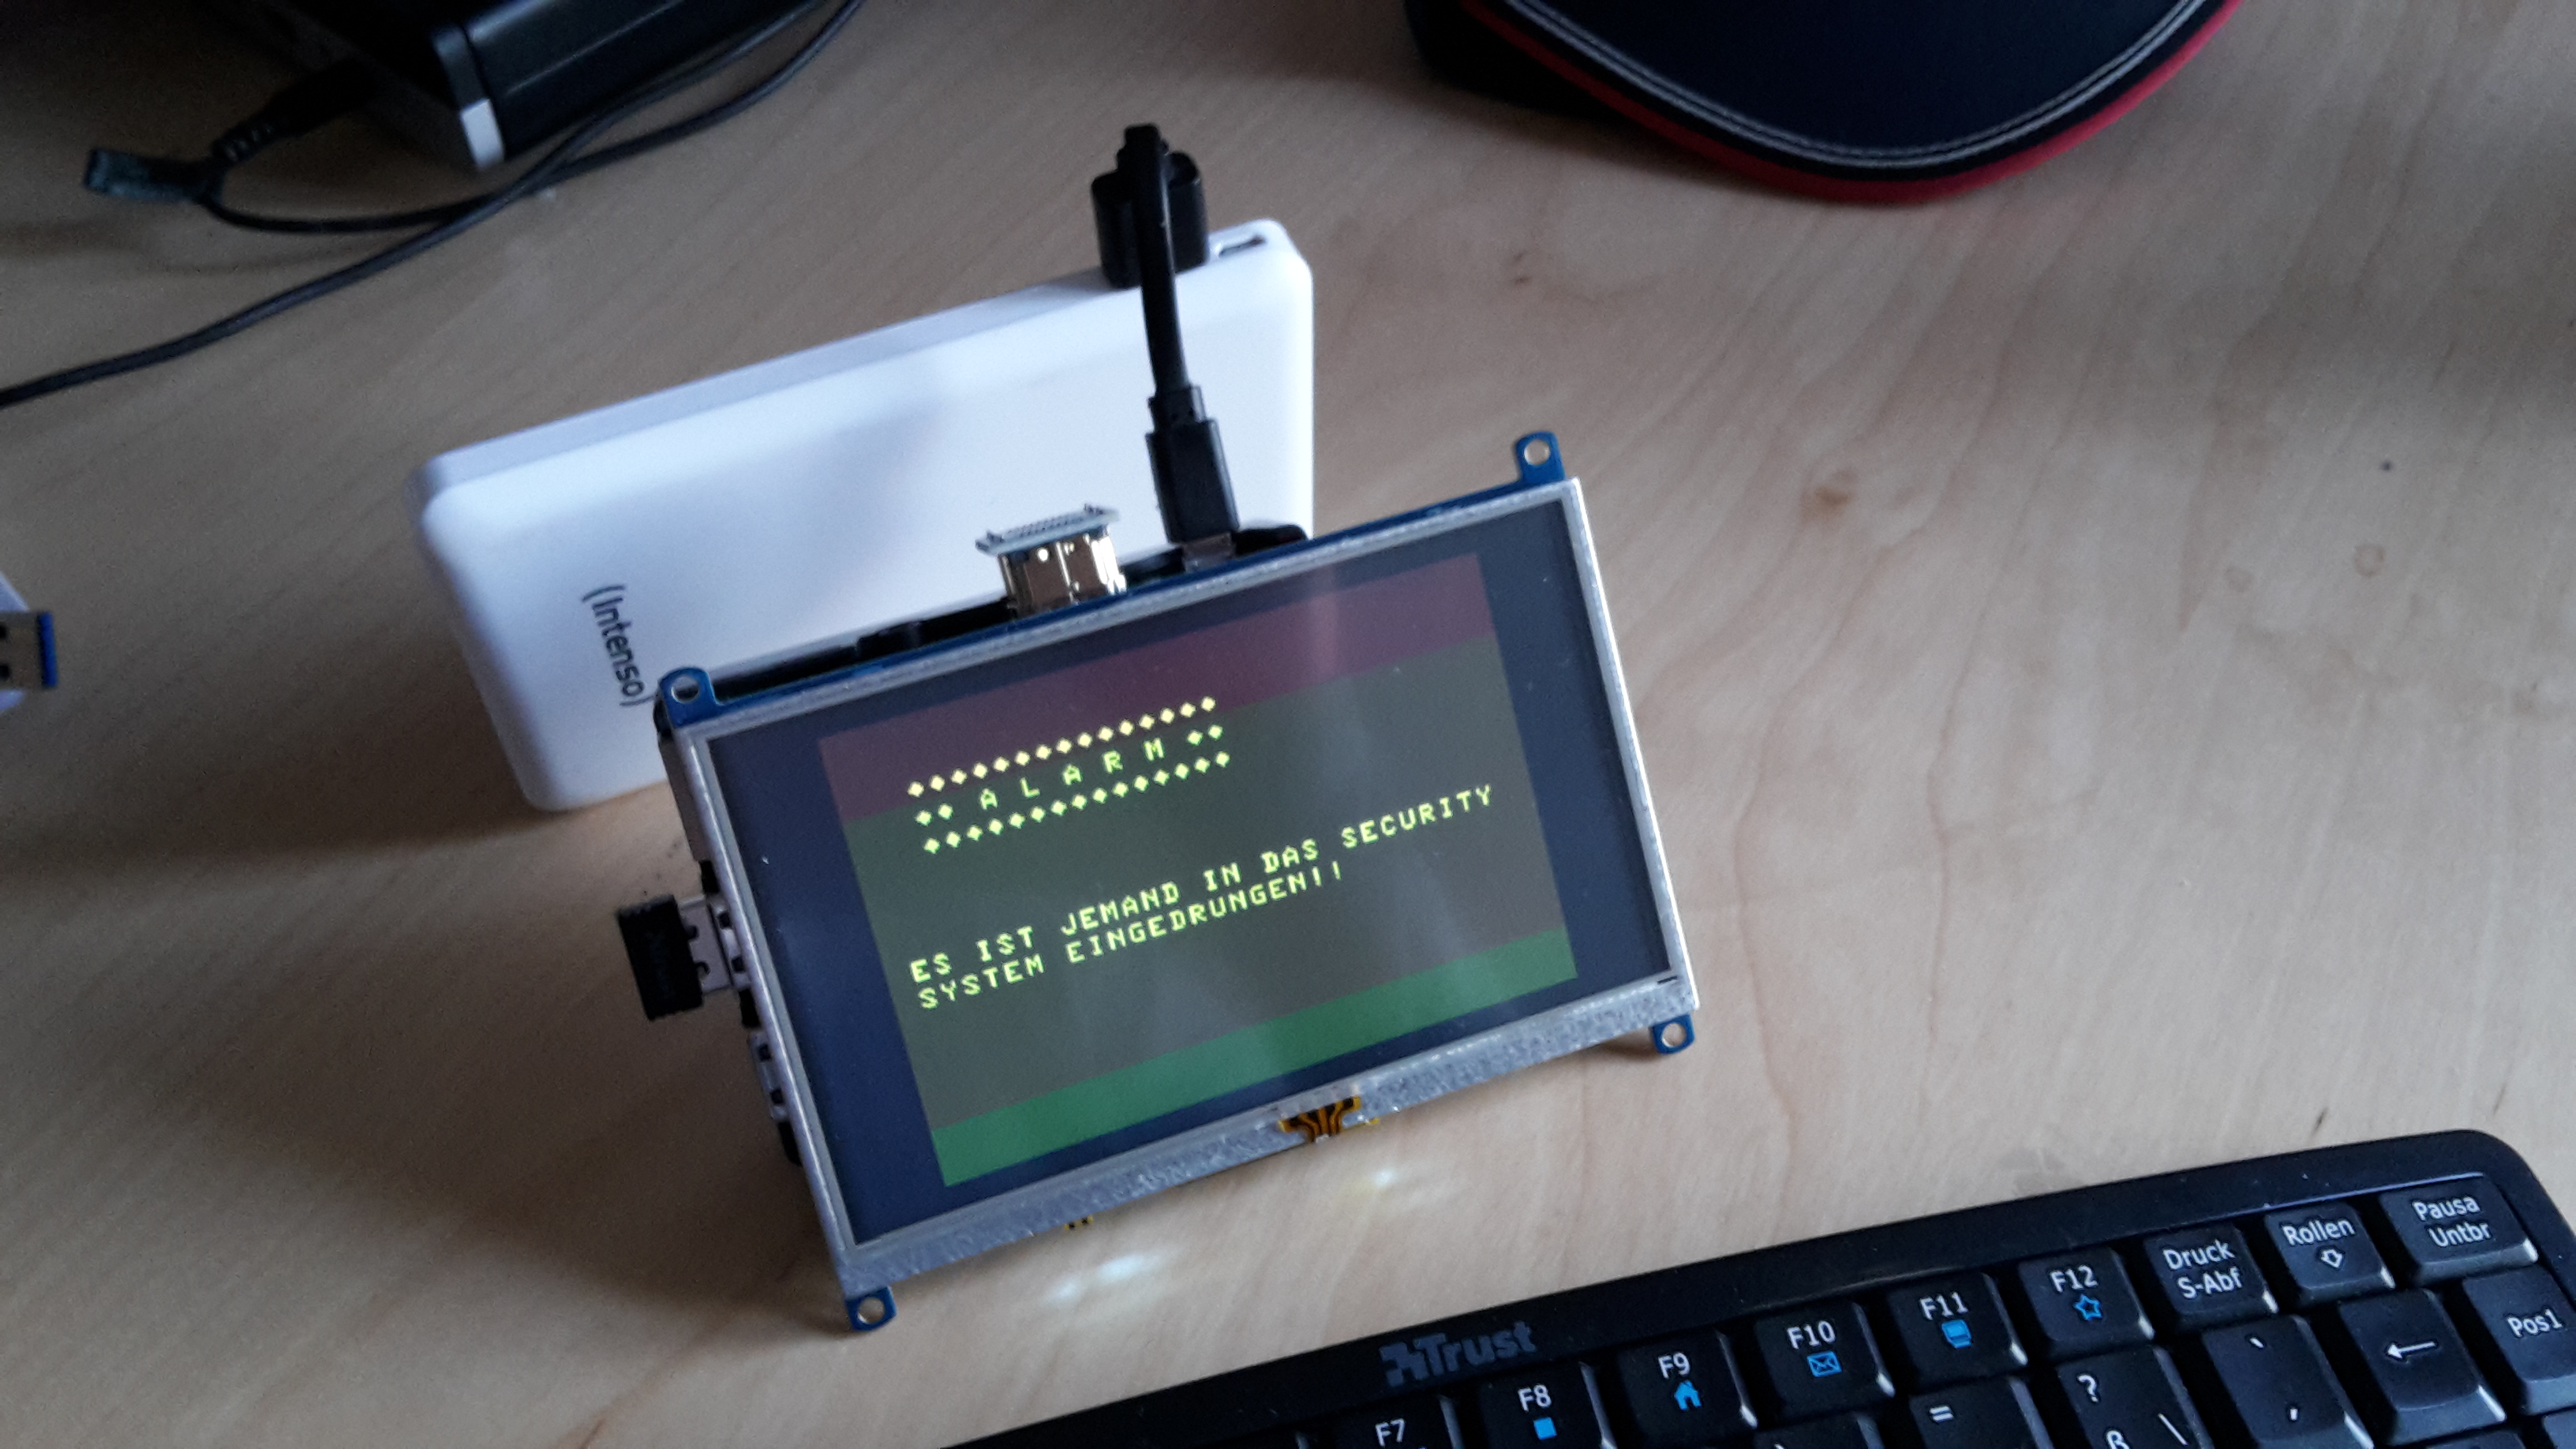 (Intenso)
◆◆◆◆◆◆◆◆◆◆◆◆◆◆◆
◆◆ A L A R M ◆◆
◆◆◆◆◆◆◆◆◆◆◆◆◆◆◆
ES IST JEMAND IN DAS SECURITY
SYSTEM EINGEDRUNGEN!!
Trust
F7 F8 F9 F10 F11 F12 Druck S-Abf Rollen Pausa Untbr
= ? ß \ ` ´ Pos1